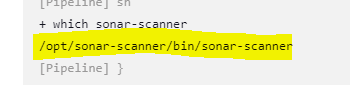 [Pipeline] sh
+ which sonar-scanner
/opt/sonar-scanner/bin/sonar-scanner
[Pipeline] }